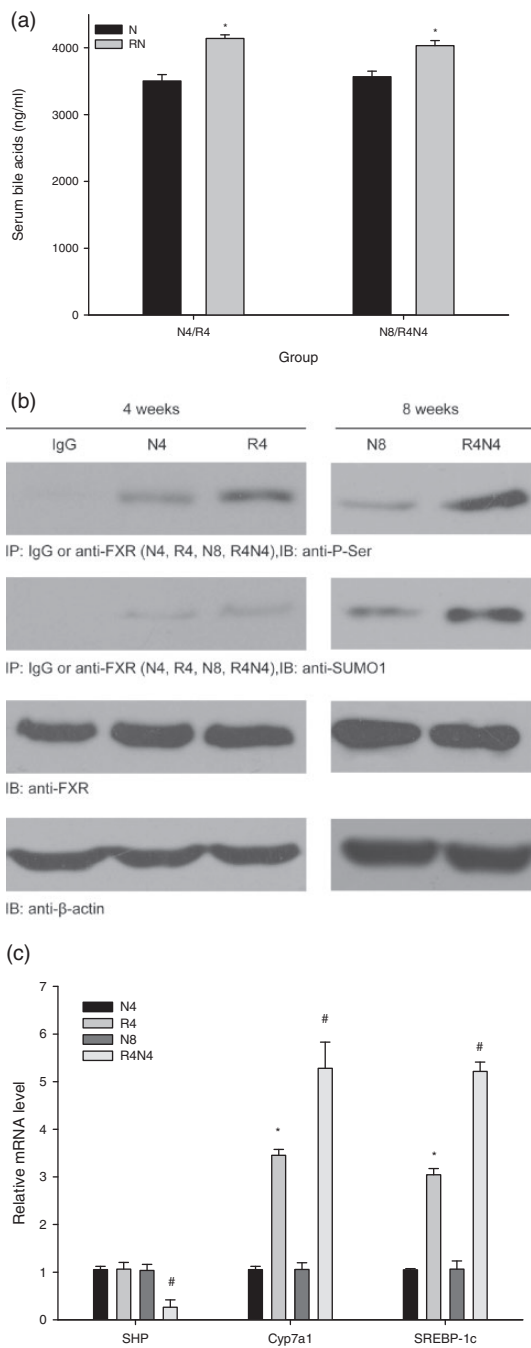 (a)
N
RN
Serum bile acids (ng/ml)
4000
3000
2000
1000
0
*
*
N4/R4
N8/R4N4
Group
(b)
4 weeks
8 weeks
IgG
N4
R4
N8
R4N4
IP: IgG or anti-FXR (N4, R4, N8, R4N4),IB: anti-P-Ser
IP: IgG or anti-FXR (N4, R4, N8, R4N4),IB: anti-SUMO1
IB: anti-FXR
IB: anti-β-actin
(c)
N4
R4
N8
R4N4
Relative mRNA level
7
6
5
4
3
2
1
0
#
*
#
*
#
SHP
Cyp7a1
SREBP-1c